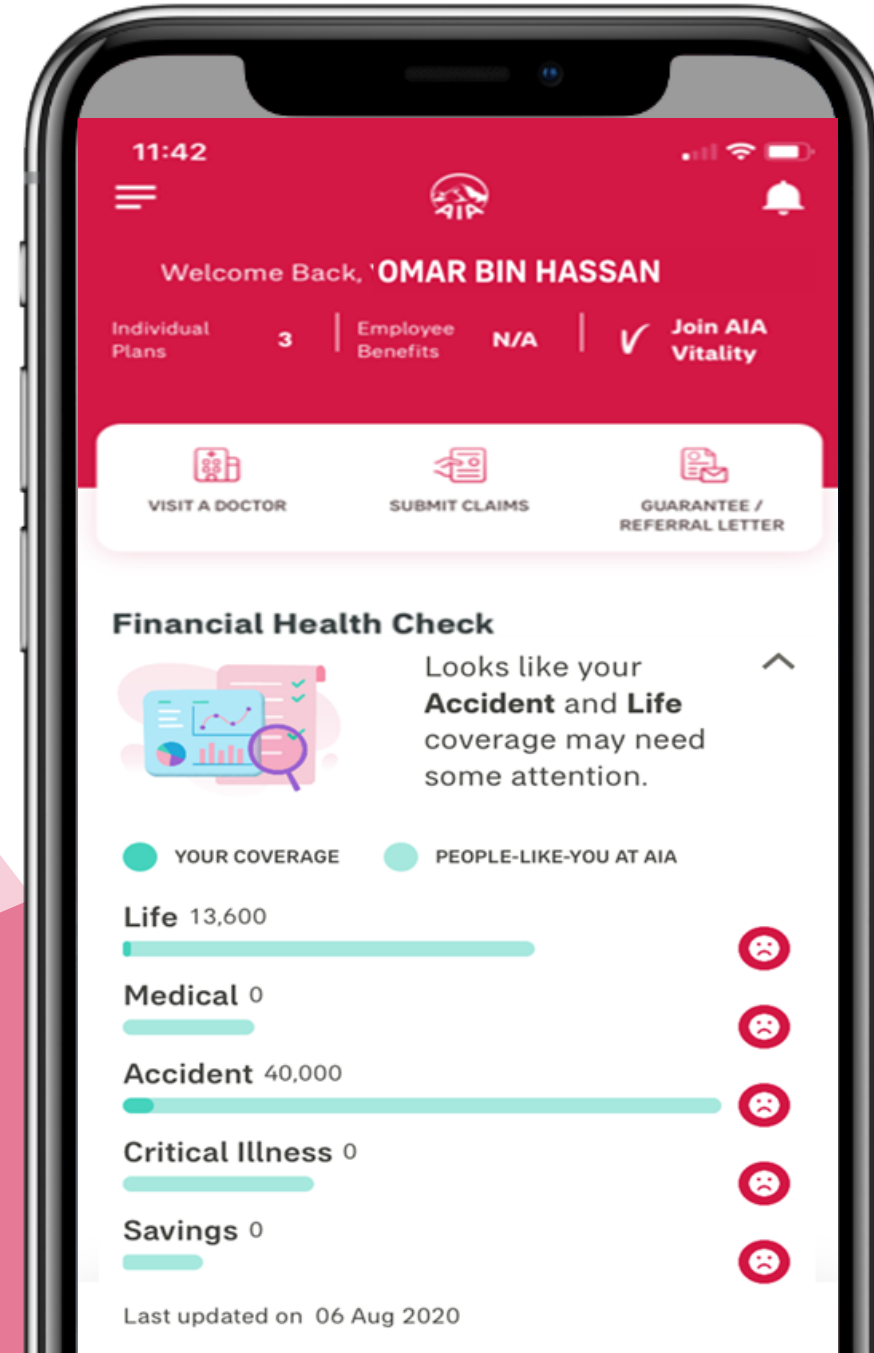 11:42
AIA
Welcome Back, 'OMAR BIN HASSAN
Individual Plans
3
Employee Benefits
N/A
Join AIA Vitality
VISIT A DOCTOR
SUBMIT CLAIMS
GUARANTEE / REFERRAL LETTER
Financial Health Check
Looks like your
Accident and Life
coverage may need
some attention.
YOUR COVERAGE PEOPLE-LIKE-YOU AT AIA
Life 13,600
Medical 0
Accident 40,000
Critical Illness 0
Savings 0
Last updated on 06 Aug 2020